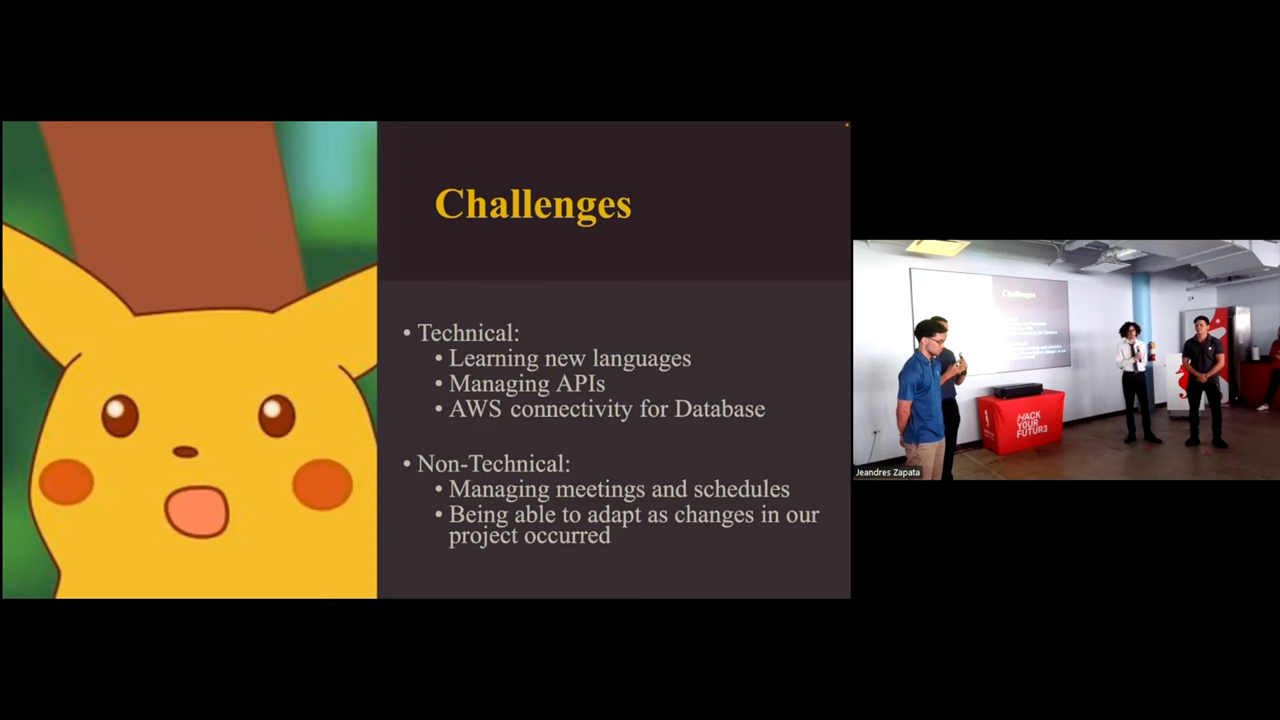 Challenges
• Technical:
• Learning new languages
• Managing APIs
• AWS connectivity for Database
• Non-Technical:
• Managing meetings and schedules
• Being able to adapt as changes in our
project occurred
Challenges
HACK
YOUR
FUTUR3
Jeandres Zapata